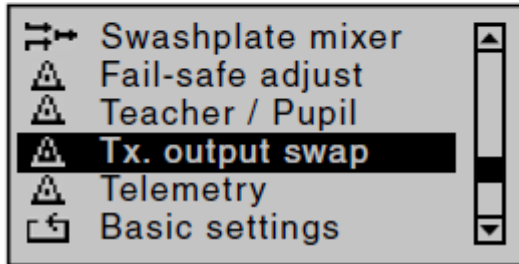 Swashplate mixer
Fail-safe adjust
Teacher / Pupil
Tx. output swap
Telemetry
Basic settings